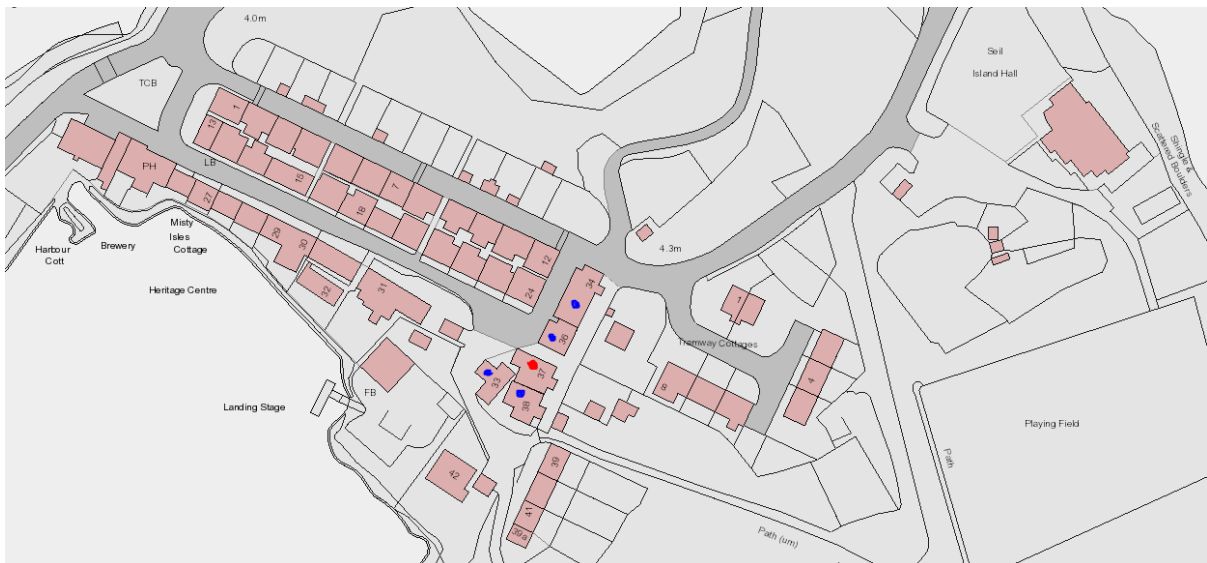 4.0m
Seil
Island Hall
TCB
1
13
LB
15
7
18
PH
27
Misty
Isles
Cottage
29
30
Harbour
Cott
Brewery
Heritage Centre
32
31
12
24
34
36
4.3m
Shingle &
Scattered Boulders
1
Tramway Cottages
4
8
37
33
38
FB
Landing Stage
Playing Field
Path
42
39
41
39a
Path (um)